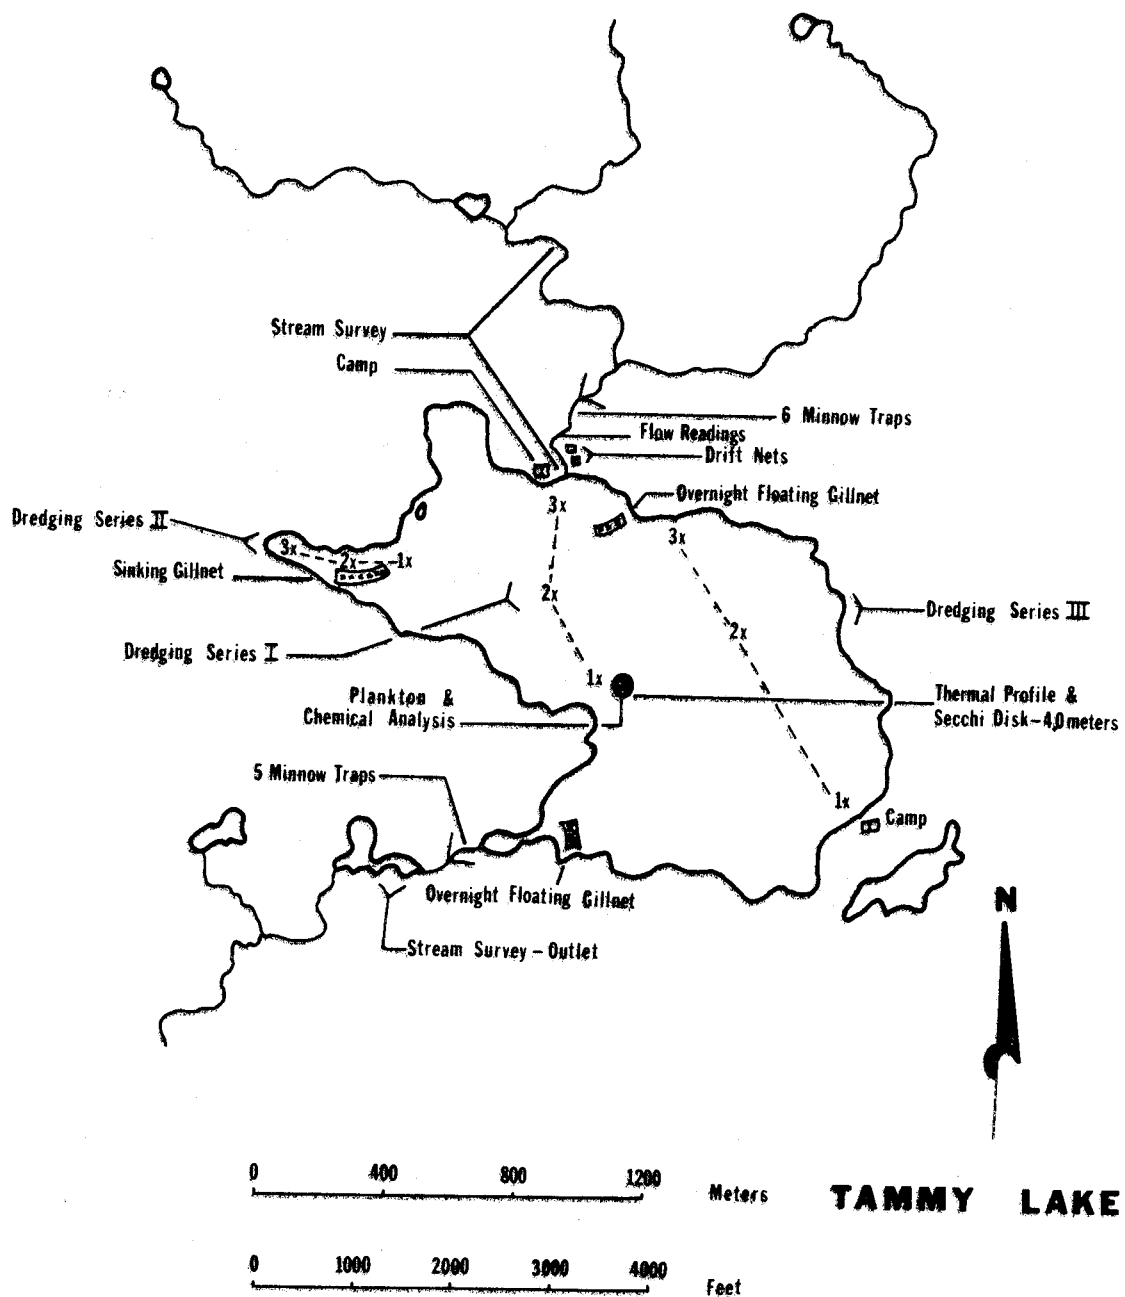 Stream Survey
Camp
6 Minnow Traps
Flow Readings
Drift Nets
Overnight Floating Gillnet
3x
Dredging Series II
3x
3x
2x
1x
Sinking Gillnet
2x
Dredging Series III
2x
Dredging Series I
1x
Plankton &
Chemical Analysis
Thermal Profile &
Secchi Disk-4.0meters
5 Minnow Traps
1x
Camp
Overnight Floating Gillnet
N
Stream Survey - Outlet
0 400 800 1200
Meters
TAMMY LAKE
0 1000 2000 3000 4000
Feet